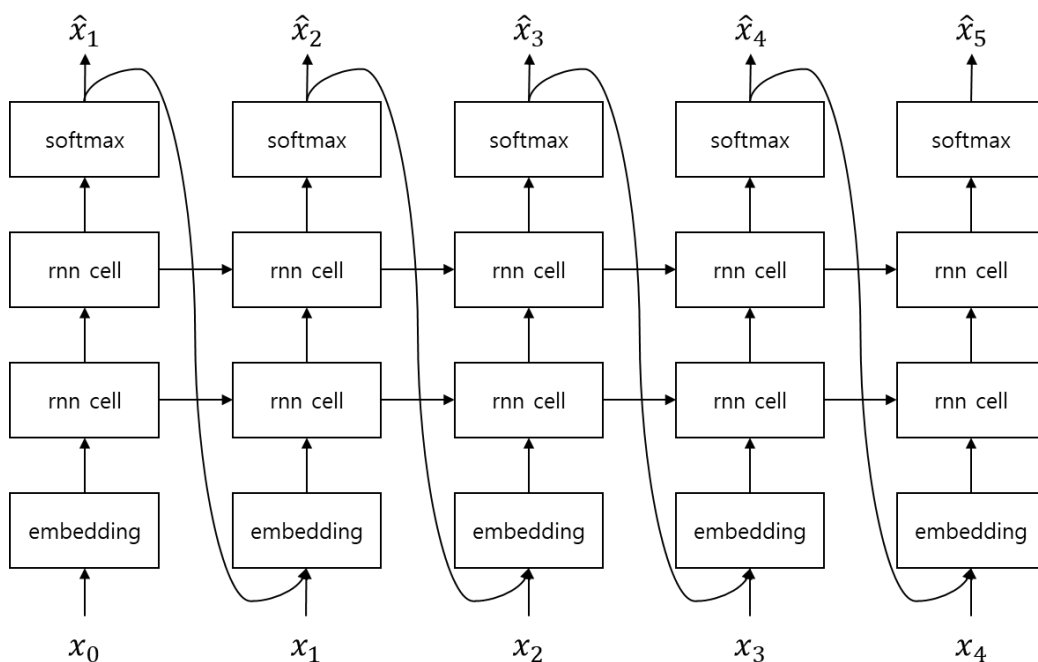 x̂₁ x̂₂ x̂₃ x̂₄ x̂₅
softmax softmax softmax softmax softmax
rnn cell rnn cell rnn cell rnn cell rnn cell
rnn cell rnn cell rnn cell rnn cell rnn cell
embedding embedding embedding embedding embedding
x₀ x₁ x₂ x₃ x₄